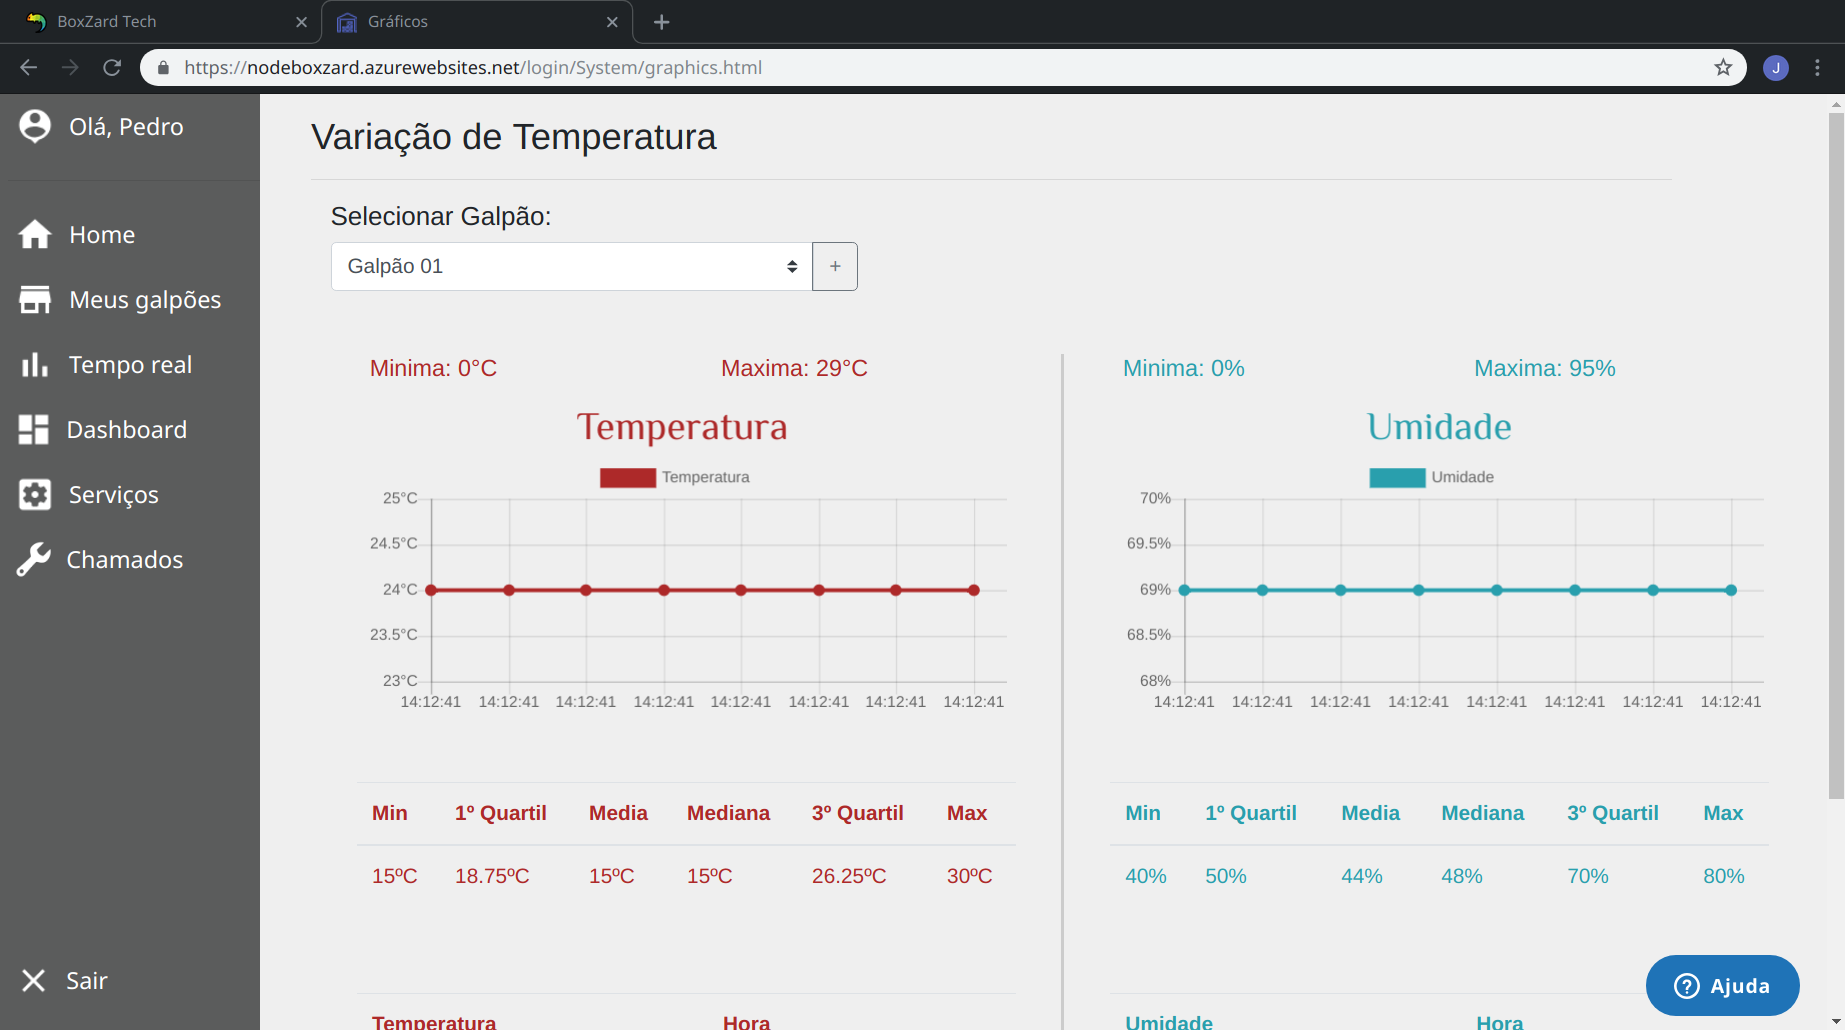 BoxZard Tech
Gráficos
https://nodeboxzard.azurewebsites.net/login/System/graphics.html
J
Olá, Pedro
Home
Meus galpões
Tempo real
Dashboard
Serviços
Chamados
Sair
Variação de Temperatura
Selecionar Galpão:
Galpão 01
+
Minima: 0°C Maxima: 29°C
Temperatura
Temperatura
25°C
24.5°C
24°C
23.5°C
23°C
14:12:41 14:12:41 14:12:41 14:12:41 14:12:41 14:12:41 14:12:41 14:12:41
Min 1º Quartil Media Mediana 3º Quartil Max
15ºC 18.75ºC 15ºC 15ºC 26.25ºC 30ºC
Temperatura Hora
Minima: 0% Maxima: 95%
Umidade
Umidade
70%
69.5%
69%
68.5%
68%
14:12:41 14:12:41 14:12:41 14:12:41 14:12:41 14:12:41 14:12:41 14:12:41
Min 1º Quartil Media Mediana 3º Quartil Max
40% 50% 44% 48% 70% 80%
Umidade Hora
? Ajuda